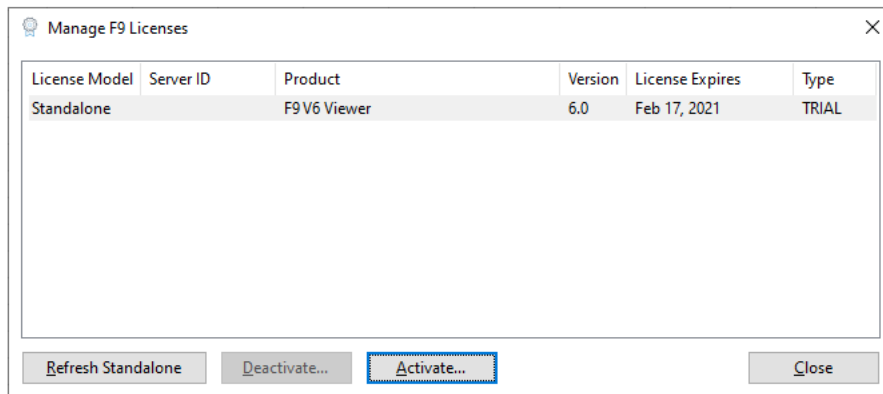 Manage F9 Licenses
License Model Server ID Product Version License Expires Type
Standalone F9 V6 Viewer 6.0 Feb 17, 2021 TRIAL
Refresh Standalone Deactivate... Activate... Close